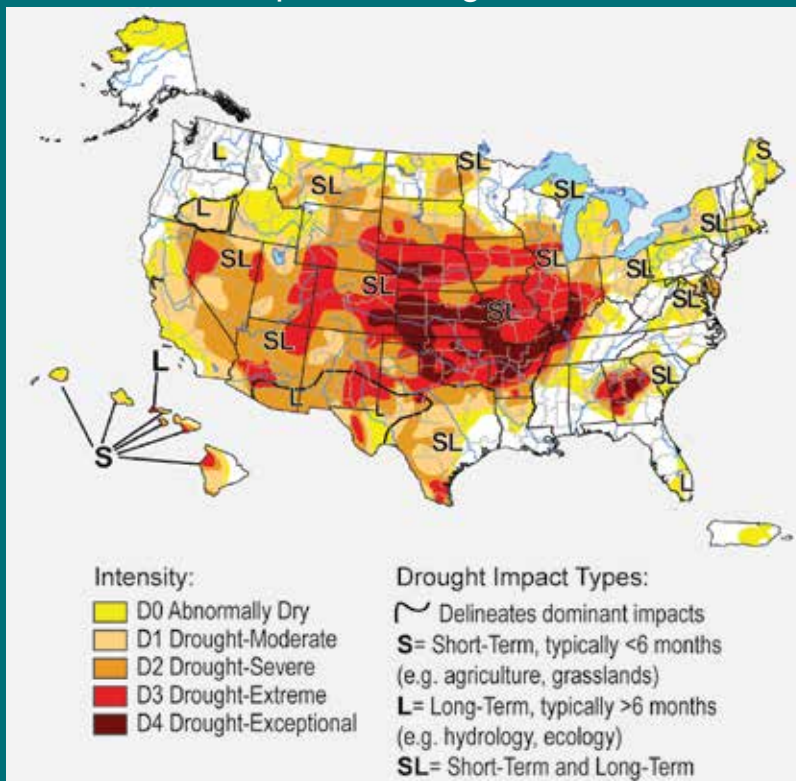 L
SL
SL
SL
S
L
SL
SL
SL
SL
SL
SL
SL
SL
L
L
SL
SL
L
L
S
Intensity:
D0 Abnormally Dry
D1 Drought-Moderate
D2 Drought-Severe
D3 Drought-Extreme
D4 Drought-Exceptional
Drought Impact Types:
Delineates dominant impacts
S= Short-Term, typically <6 months
(e.g. agriculture, grasslands)
L= Long-Term, typically >6 months
(e.g. hydrology, ecology)
SL= Short-Term and Long-Term